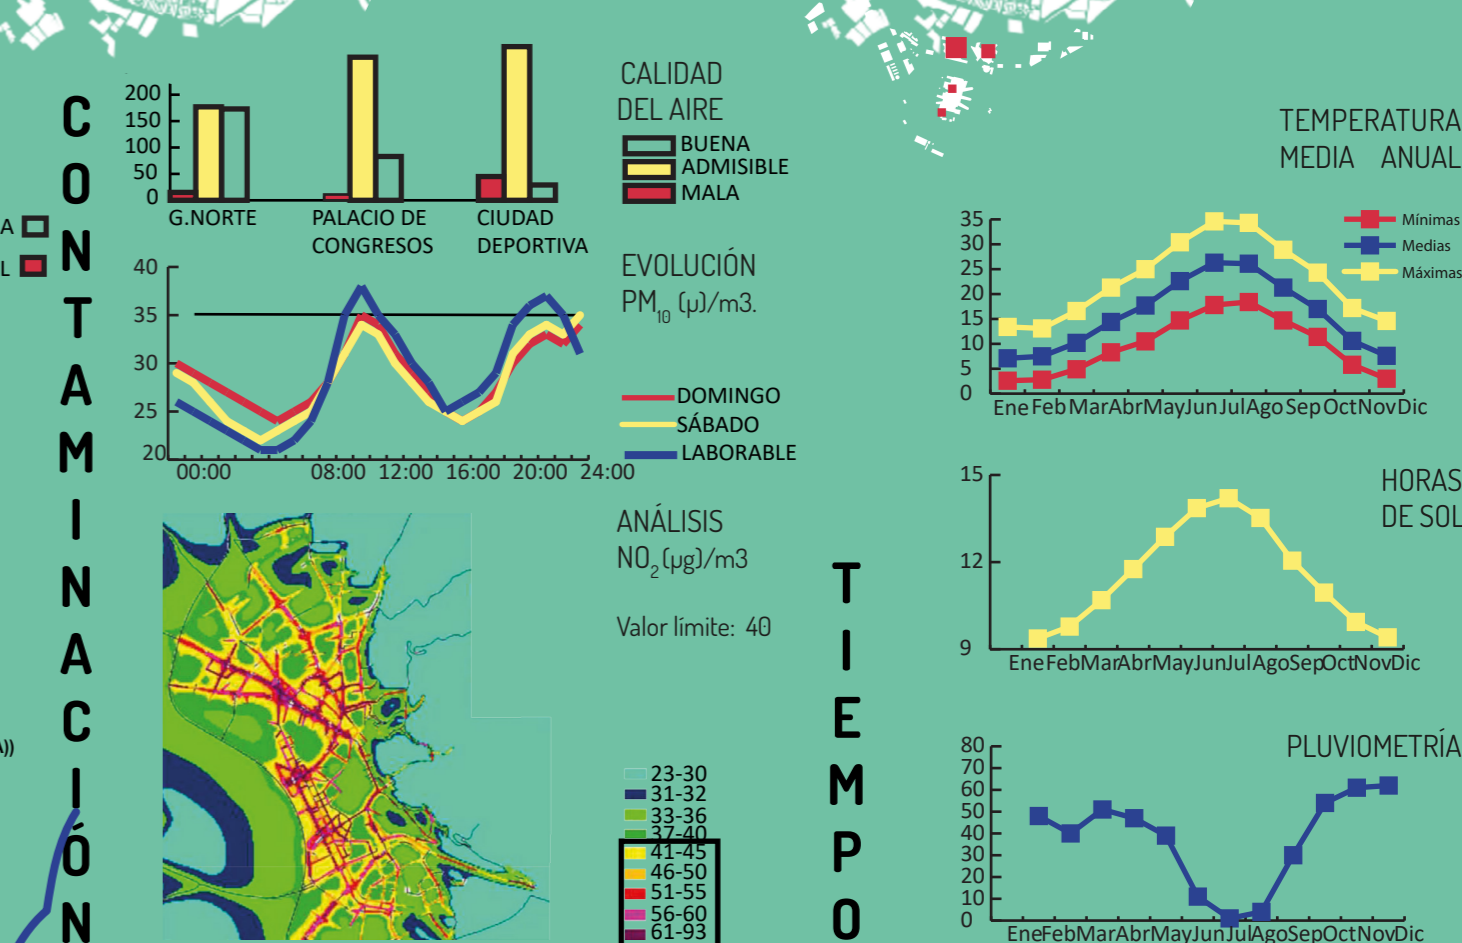 CONTAMINACIÓN
A
L
A))
200
150
100
50
0
G.NORTE
PALACIO DE
CONGRESOS
CIUDAD
DEPORTIVA
CALIDAD
DEL AIRE
BUENA
ADMISIBLE
MALA
40
35
30
25
20
00:00 08:00 12:00 16:00 20:00 24:00
EVOLUCIÓN
PM10 (µ)/m3.
DOMINGO
SÁBADO
LABORABLE
ANÁLISIS
NO2(µg)/m3
Valor límite: 40
23-30
31-32
33-36
37-40
41-45
46-50
51-55
56-60
61-93
TIEMPO
TEMPERATURA
MEDIA ANUAL
35
30
25
20
15
10
5
0
Ene Feb Mar Abr May Jun Jul Ago Sep Oct Nov Dic
Mínimas
Medias
Máximas
HORAS
DE SOL
15
12
9
Ene Feb Mar Abr May Jun Jul Ago Sep Oct Nov Dic
PLUVIOMETRÍA
80
70
60
50
40
30
20
10
0
Ene Feb Mar Abr May Jun Jul Ago Sep Oct Nov Dic